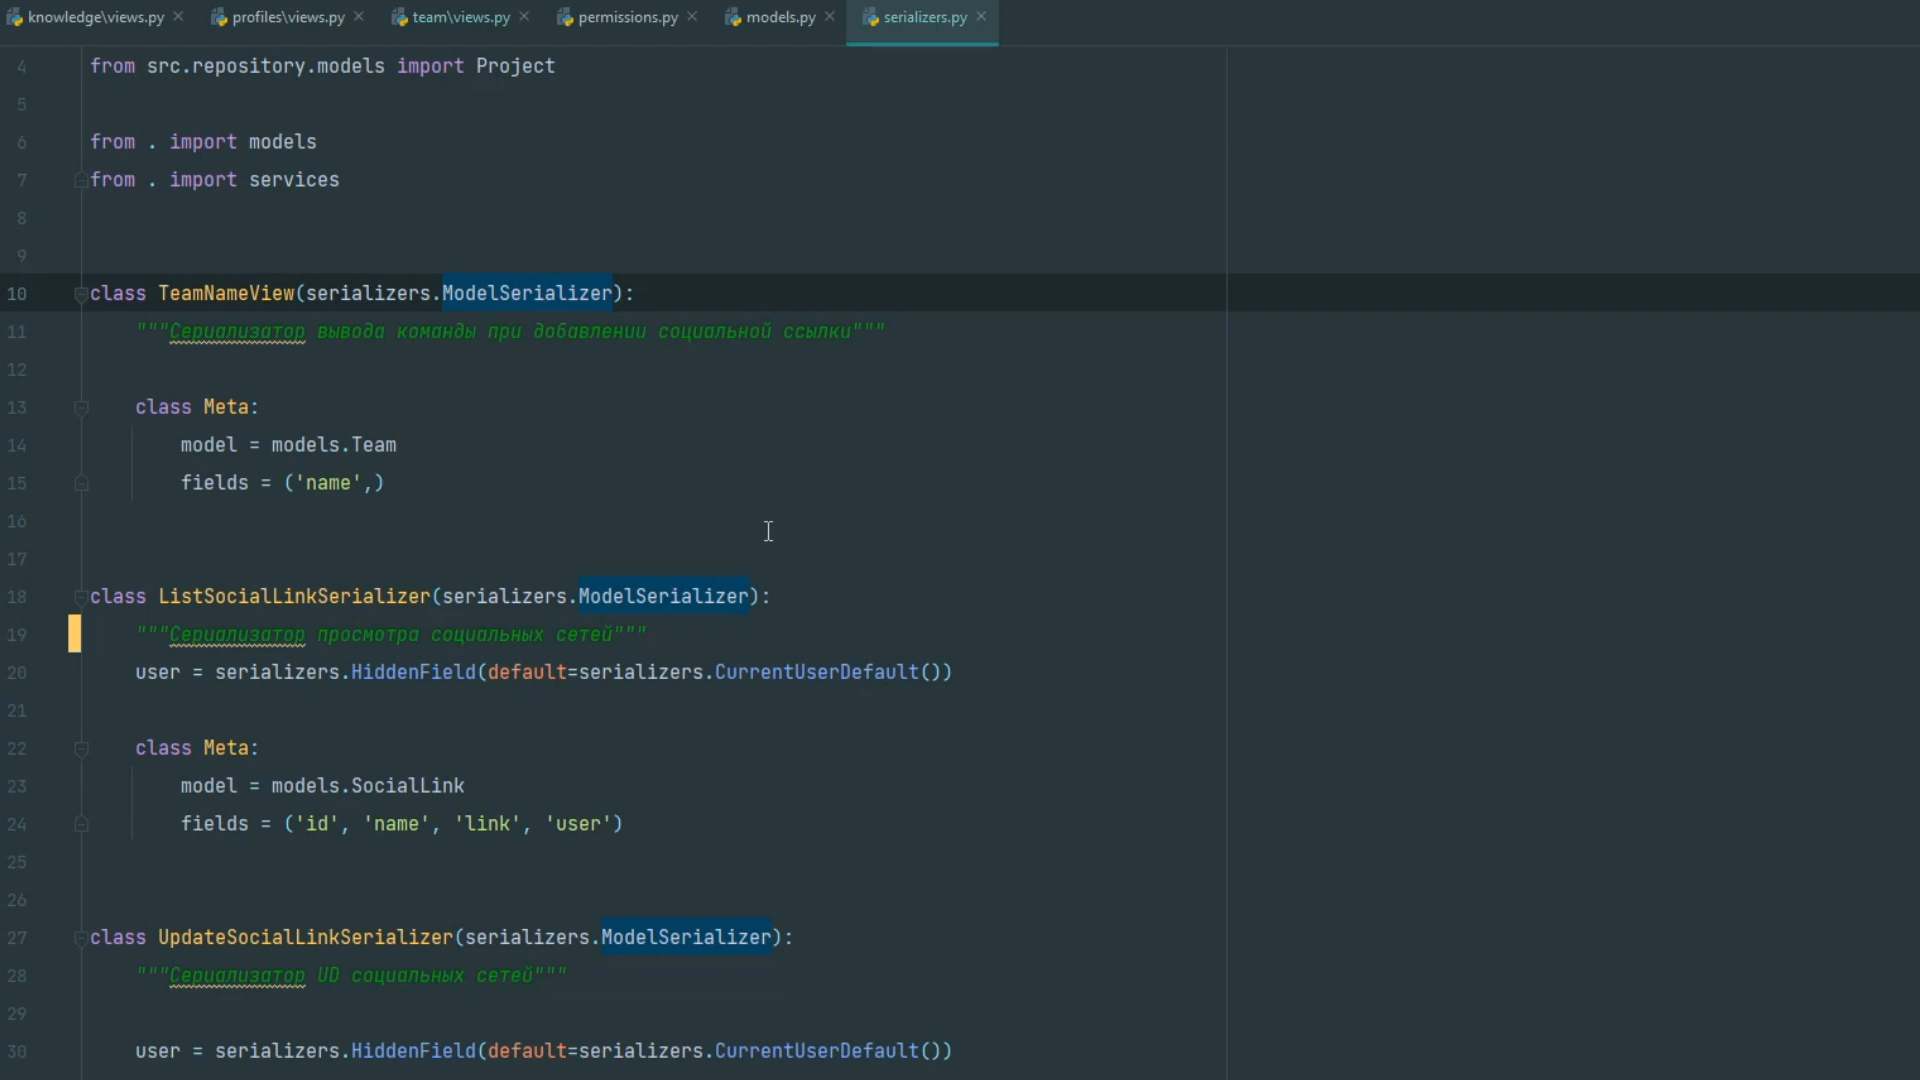 knowledge\views.py profiles\views.py team\views.py permissions.py models.py serializers.py
4 from src.repository.models import Project
5
6 from . import models
7 from . import services
8
9
10 class TeamNameView(serializers.ModelSerializer):
11 """Сериализатор вывода команды при добавлении социальной ссылки"""
12
13 class Meta:
14 model = models.Team
15 fields = ('name',)
16
17
18 class ListSocialLinkSerializer(serializers.ModelSerializer):
19 """Сериализатор просмотра социальных сетей"""
20 user = serializers.HiddenField(default=serializers.CurrentUserDefault())
21
22 class Meta:
23 model = models.SocialLink
24 fields = ('id', 'name', 'link', 'user')
25
26
27 class UpdateSocialLinkSerializer(serializers.ModelSerializer):
28 """Сериализатор UD социальных сетей"""
29
30 user = serializers.HiddenField(default=serializers.CurrentUserDefault())